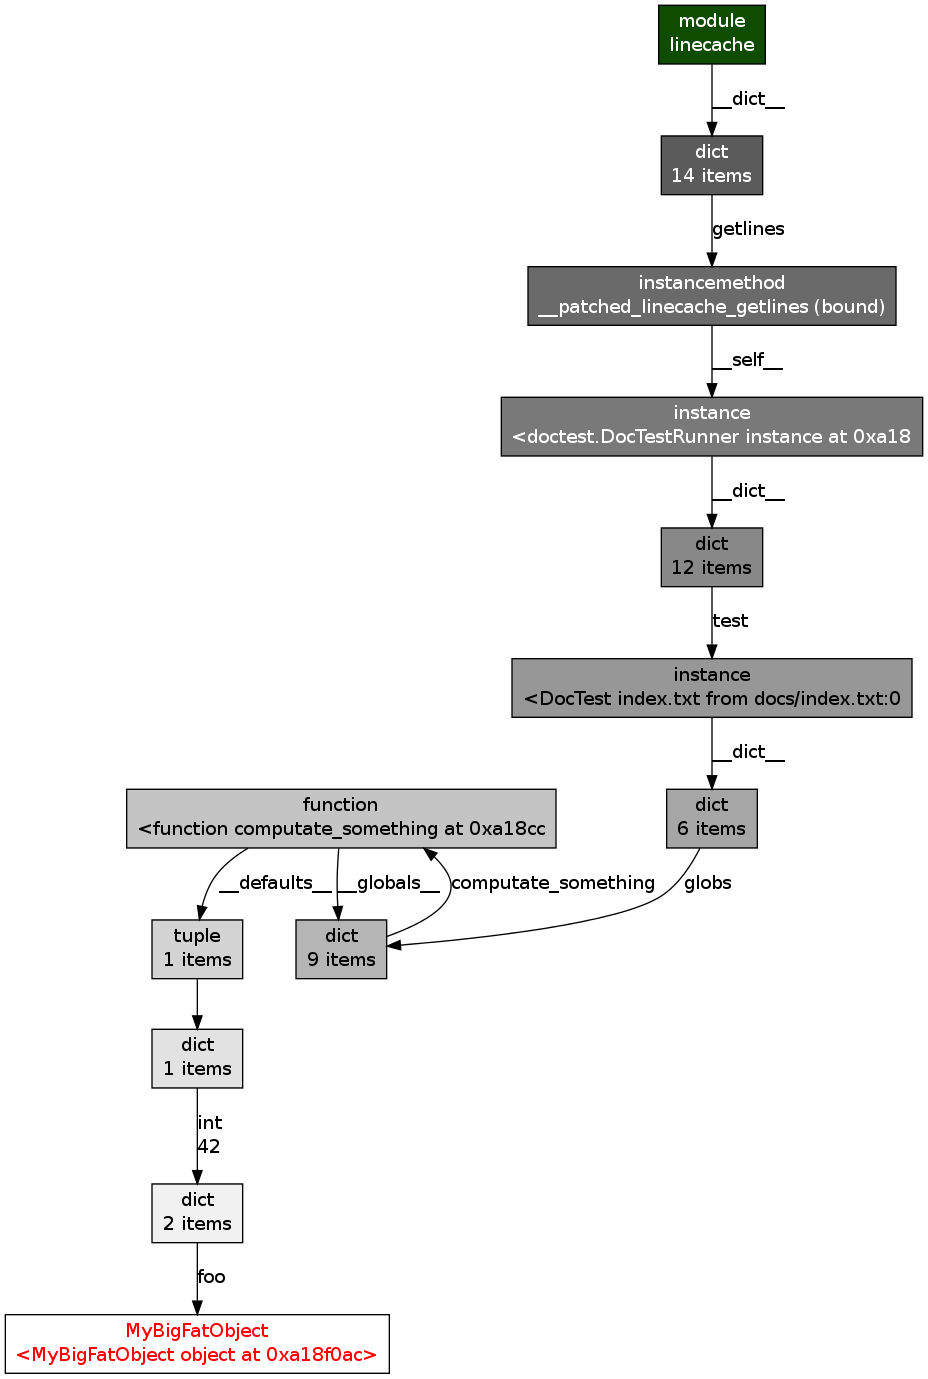 module
linecache
__dict__
dict
14 items
getlines
instancemethod
__patched_linecache_getlines (bound)
__self__
instance
<doctest.DocTestRunner instance at 0xa18
__dict__
dict
12 items
test
instance
<DocTest index.txt from docs/index.txt:0
__dict__
function
<function computate_something at 0xa18cc
dict
6 items
__defaults__
__globals__
computate_something
globs
tuple
1 items
dict
9 items
dict
1 items
int
42
dict
2 items
foo
MyBigFatObject
<MyBigFatObject object at 0xa18f0ac>